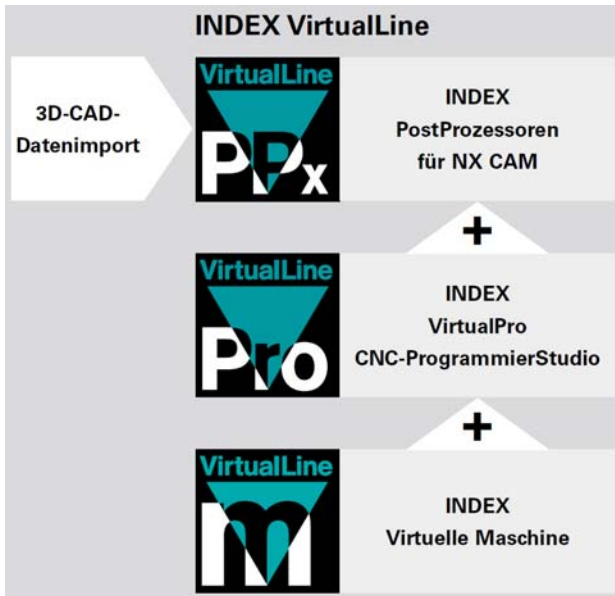 INDEX VirtualLine
3D-CAD-
Datenimport
VirtualLine
PPx
INDEX
PostProzessoren
für NX CAM
+
VirtualLine
Pro
INDEX
VirtualPro
CNC-ProgrammierStudio
+
VirtualLine
m
INDEX
Virtuelle Maschine